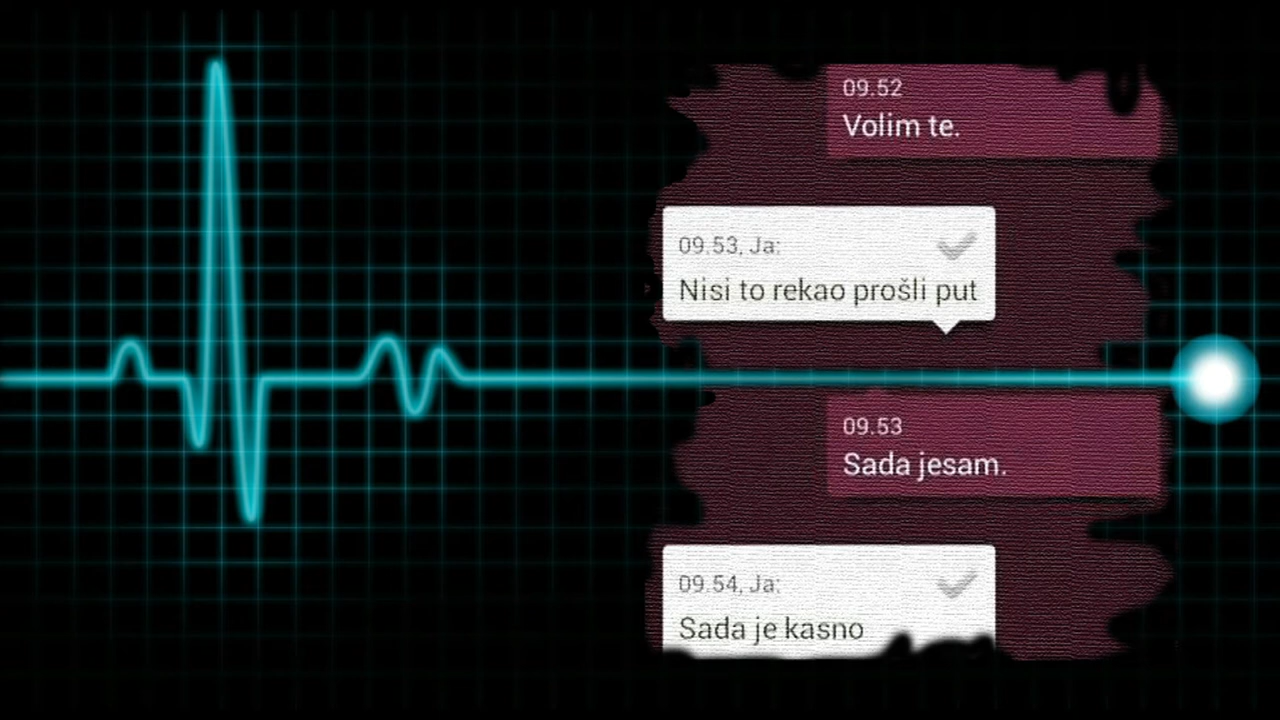 09.52
Volim te.
09.53, Ja:
Nisi to rekao prošli put
09.53
Sada jesam.
09.54, Ja:
Sada je kasno